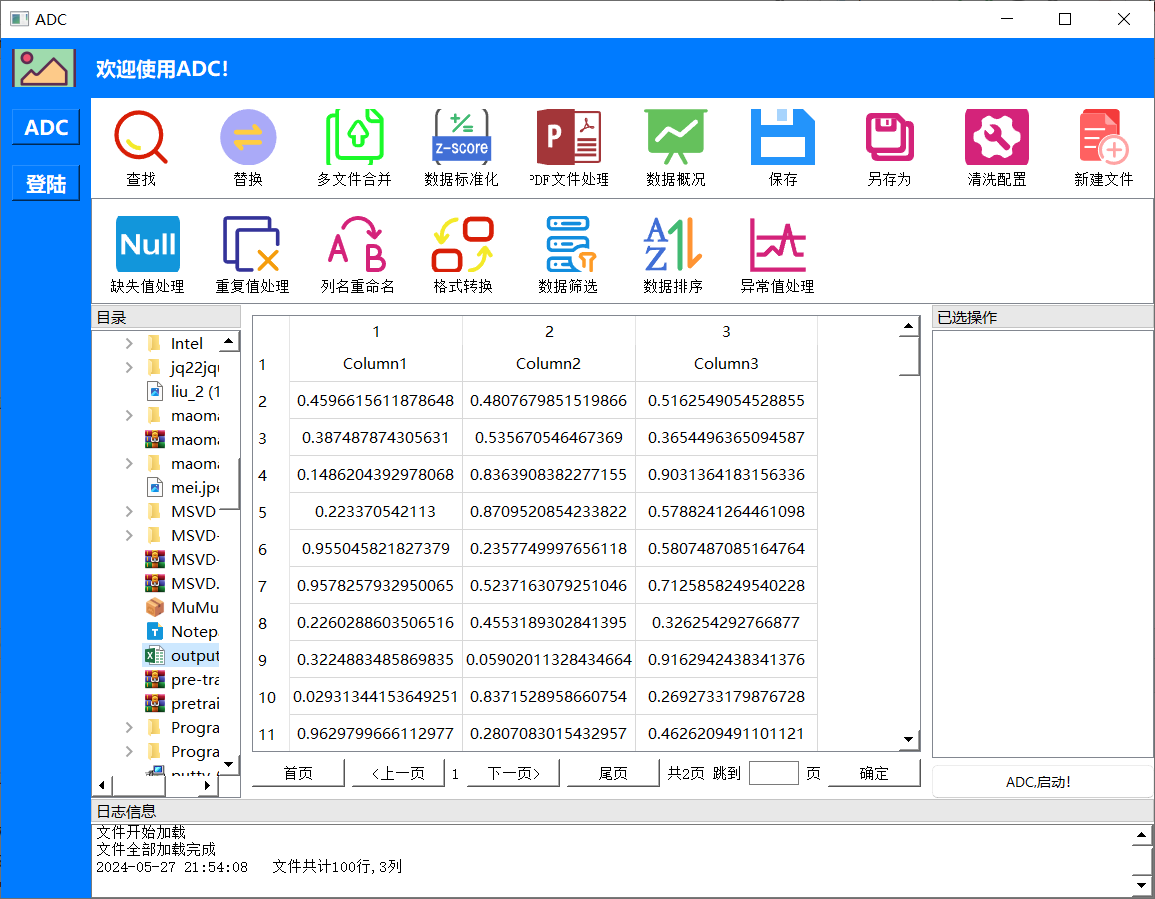 ADC
欢迎使用ADC!
ADC
登陆
查找 替换 多文件合并 数据标准化 PDF文件处理 数据概况 保存 另存为 清洗配置 新建文件
+= z-score P
Null A B A Z
缺失值处理 重复值处理 列名重命名 格式转换 数据筛选 数据排序 异常值处理
目录
Intel
jq22jqu
liu_2 (1
maoma
maoma
maoma
mei.jpe
MSVD
MSVD-
MSVD-
MSVD.
MuMu
Notep
output
pre-tra
pretrai
Progra
Progra
putty
1 2 3
1 Column1 Column2 Column3
2 0.4596615611878648 0.4807679851519866 0.5162549054528855
3 0.387487874305631 0.535670546467369 0.3654496365094587
4 0.1486204392978068 0.8363908382277155 0.9031364183156336
5 0.223370542113 0.8709520854233822 0.5788241264461098
6 0.955045821827379 0.2357749997656118 0.5807487085164764
7 0.9578257932950065 0.5237163079251046 0.7125858249540228
8 0.2260288603506516 0.4553189302841395 0.326254292766877
9 0.3224883485869835 0.05902011328434664 0.9162942438341376
10 0.02931344153649251 0.8371528958660754 0.2692733179876728
11 0.9629799666112977 0.2807083015432957 0.4626209491101121
首页 <上一页 1 下一页> 尾页 共2页 跳到 页 确定
已选操作
ADC,启动!
日志信息
文件开始加载
文件全部加载完成
2024-05-27 21:54:08 文件共计100行,3列